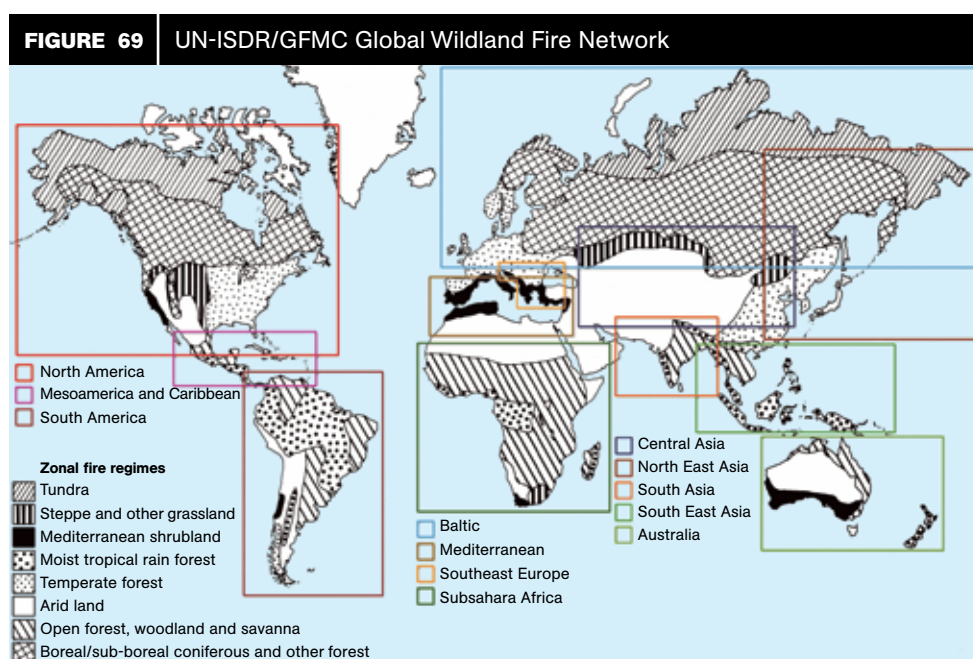 FIGURE 69
UN-ISDR/GFMC Global Wildland Fire Network
North America
Mesoamerica and Caribbean
South America
Zonal fire regimes
Tundra
Steppe and other grassland
Mediterranean shrubland
Moist tropical rain forest
Temperate forest
Arid land
Open forest, woodland and savanna
Boreal/sub-boreal coniferous and other forest
Baltic
Mediterranean
Southeast Europe
Subsahara Africa
Central Asia
North East Asia
South Asia
South East Asia
Australia